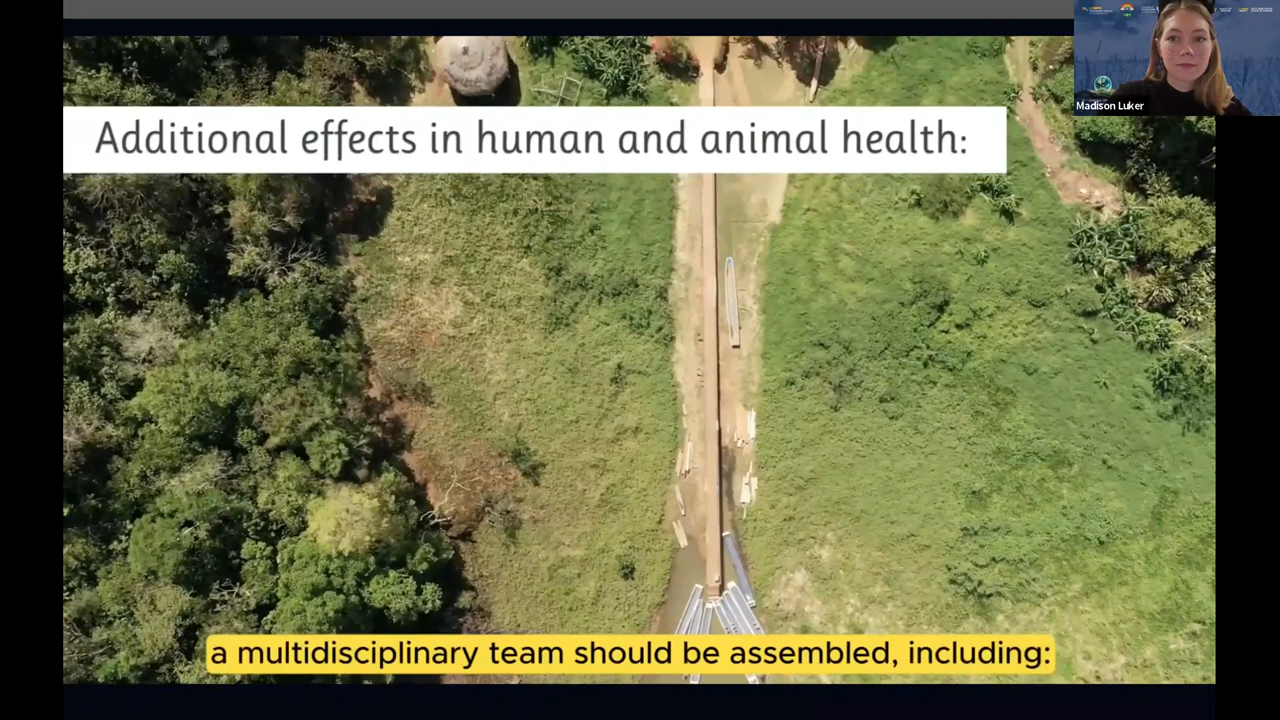 Madison Luker
Additional effects in human and animal health:
a multidisciplinary team should be assembled, including: